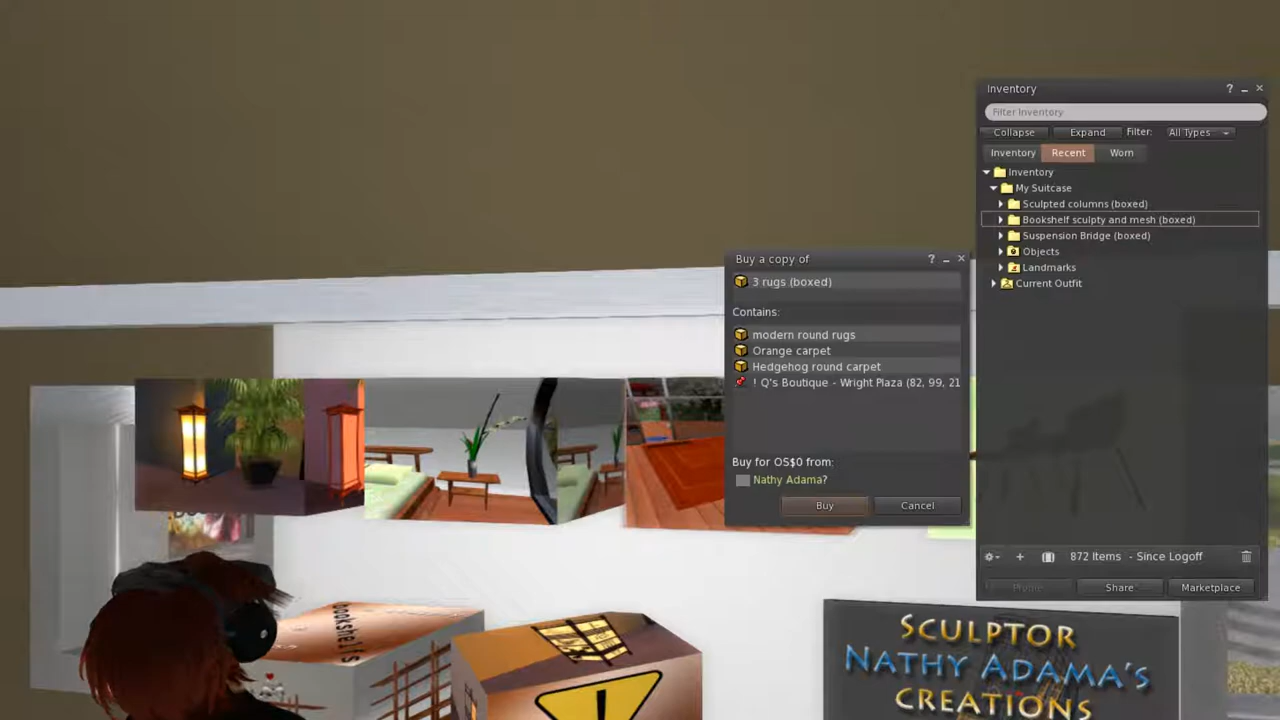 Inventory
Filter Inventory
Collapse Expand Filter: All Types
Inventory Recent Worn
Inventory
My Suitcase
Sculpted columns (boxed)
Bookshelf sculpty and mesh (boxed)
Suspension Bridge (boxed)
Objects
Landmarks
Current Outfit
872 Items - Since Logoff
Share Marketplace
Buy a copy of
3 rugs (boxed)
Contains:
modern round rugs
Orange carpet
Hedgehog round carpet
! Q's Boutique - Wright Plaza (82, 99, 21
Buy for OS$0 from:
Nathy Adama?
Buy Cancel
bookshelfs
SCULPTOR
NATHY ADAMA'S
CREATIONS